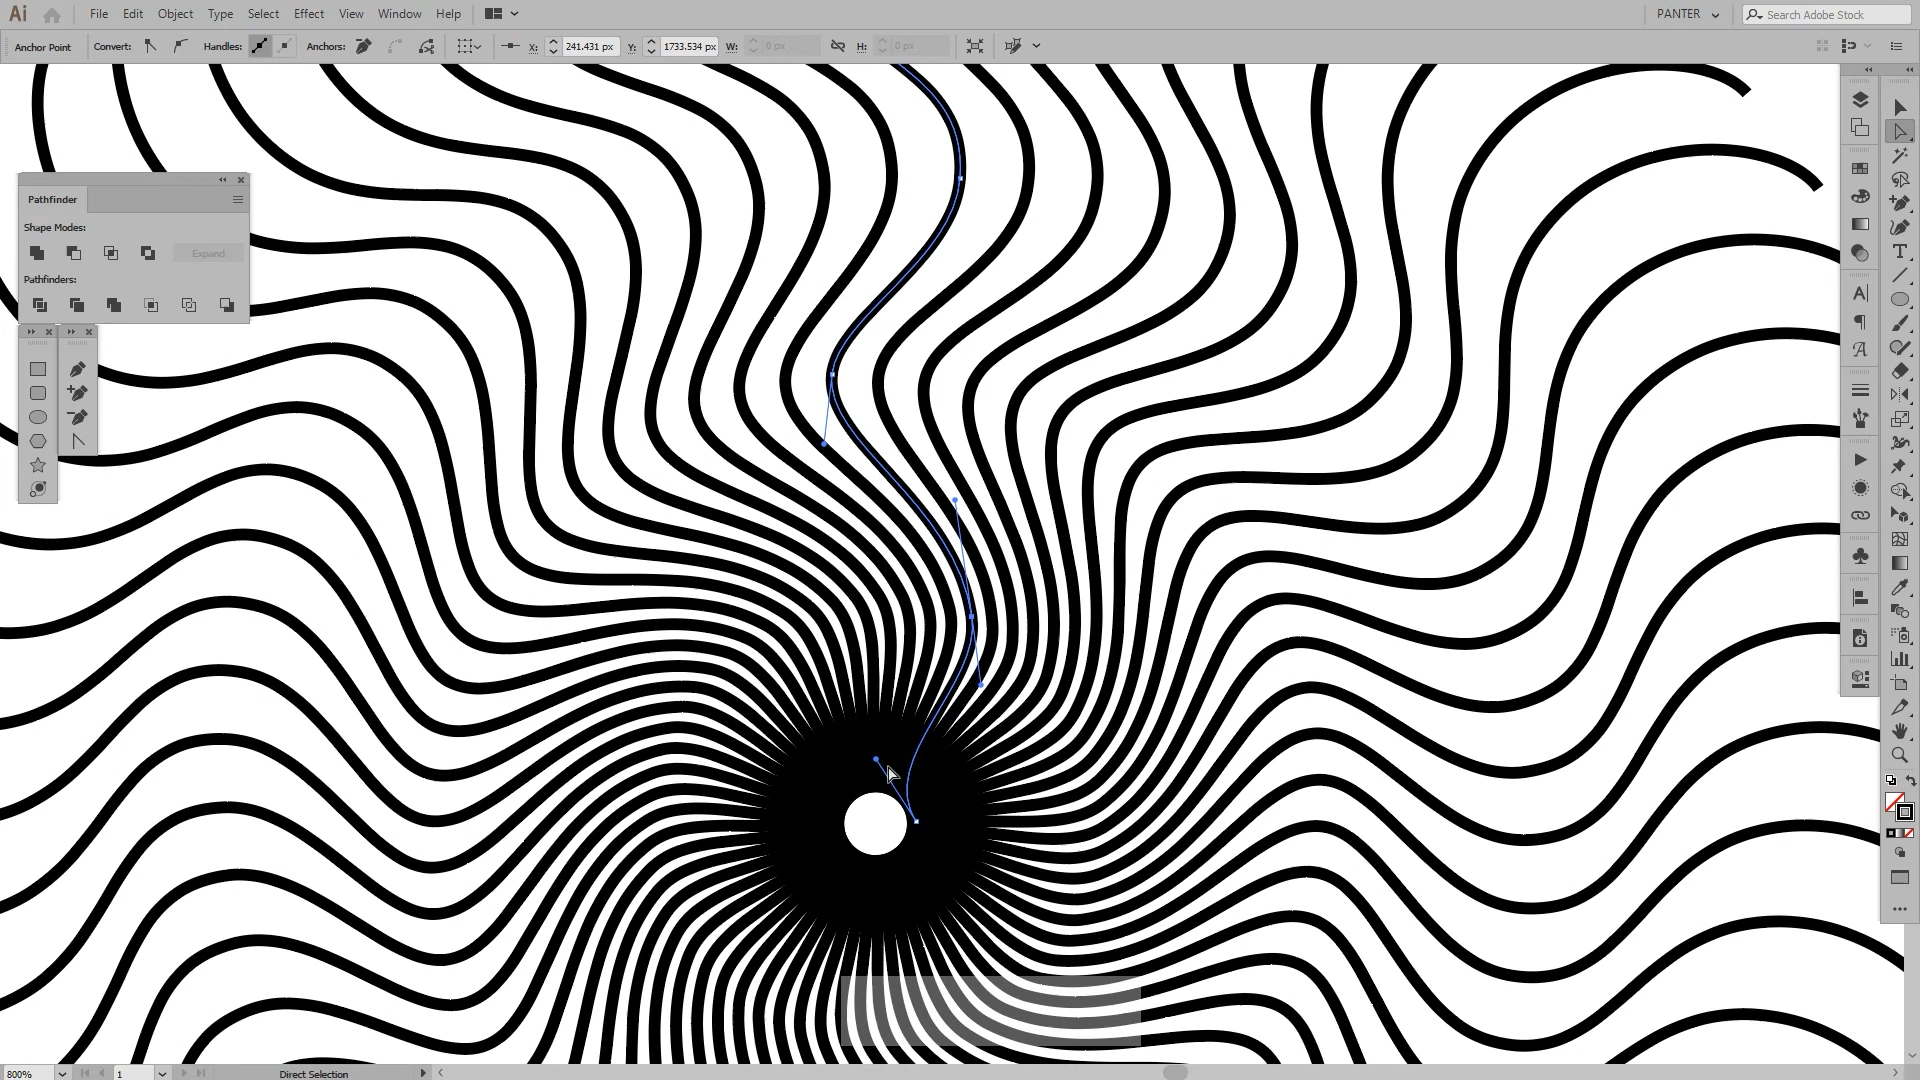 Ai File Edit Object Type Select Effect View Window Help PANTER Search Adobe Stock
Anchor Point Convert: Handles: Anchors: X: 241.431 px Y: 1733.534 px W: 0 px H: 0 px
Pathfinder
Shape Modes:
Expand
Pathfinders:
800% 1 Direct Selection